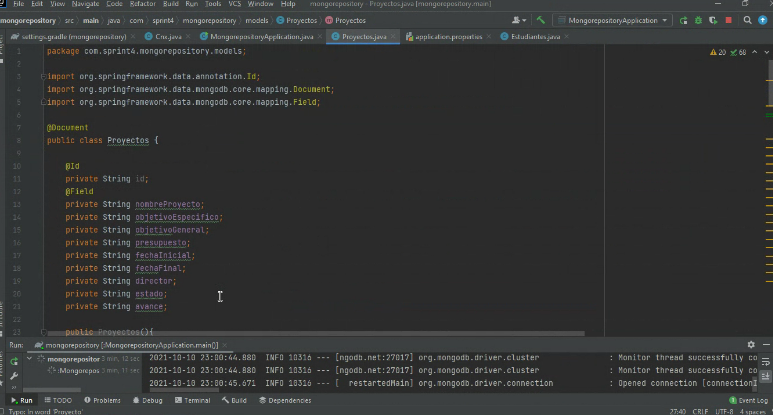 File Edit View Navigate Code Refactor Build Run Tools VCS Window Help mongorepository - Proyectos.java [mongorepository.main]
mongorepository src main java com sprint4 mongorepository models Proyectos Proyectos MongorepositoryApplication
settings.gradle (mongorepository) Cnx.java MongorepositoryApplication.java Proyectos.java application.properties Estudiantes.java
1 package com.sprint4.mongorepository.models; 20 68
2
3 import org.springframework.data.annotation.Id;
4 import org.springframework.data.mongodb.core.mapping.Document;
5 import org.springframework.data.mongodb.core.mapping.Field;
6
7 @Document
8 public class Proyectos {
9
10 @Id
11 private String id;
12 @Field
13 private String nombreProyecto;
14 private String objetivoEspecifico;
15 private String objetivoGeneral;
16 private String presupuesto;
17 private String fechaInicial;
18 private String fechaFinal;
19 private String director;
20 private String estado;
21 private String avance;
22
23 public Proyectos(){
Run: mongorepository [:MongorepositoryApplication.main()]
mongorepositor 3 min, 12 sec 2021-10-10 23:00:44.880 INFO 10316 --- [ngodb.net:27017] org.mongodb.driver.cluster : Monitor thread successfully co
:Mongorepos 3 min, 11 sec 2021-10-10 23:00:44.880 INFO 10316 --- [ngodb.net:27017] org.mongodb.driver.cluster : Monitor thread successfully co
2021-10-10 23:00:45.671 INFO 10316 --- [ restartedMain] org.mongodb.driver.connection : Opened connection [connection
Run TODO Problems Debug Terminal Build Dependencies Event Log
Typo: In word 'Proyecto' 27:40 CRLF UTF-8 4 spaces